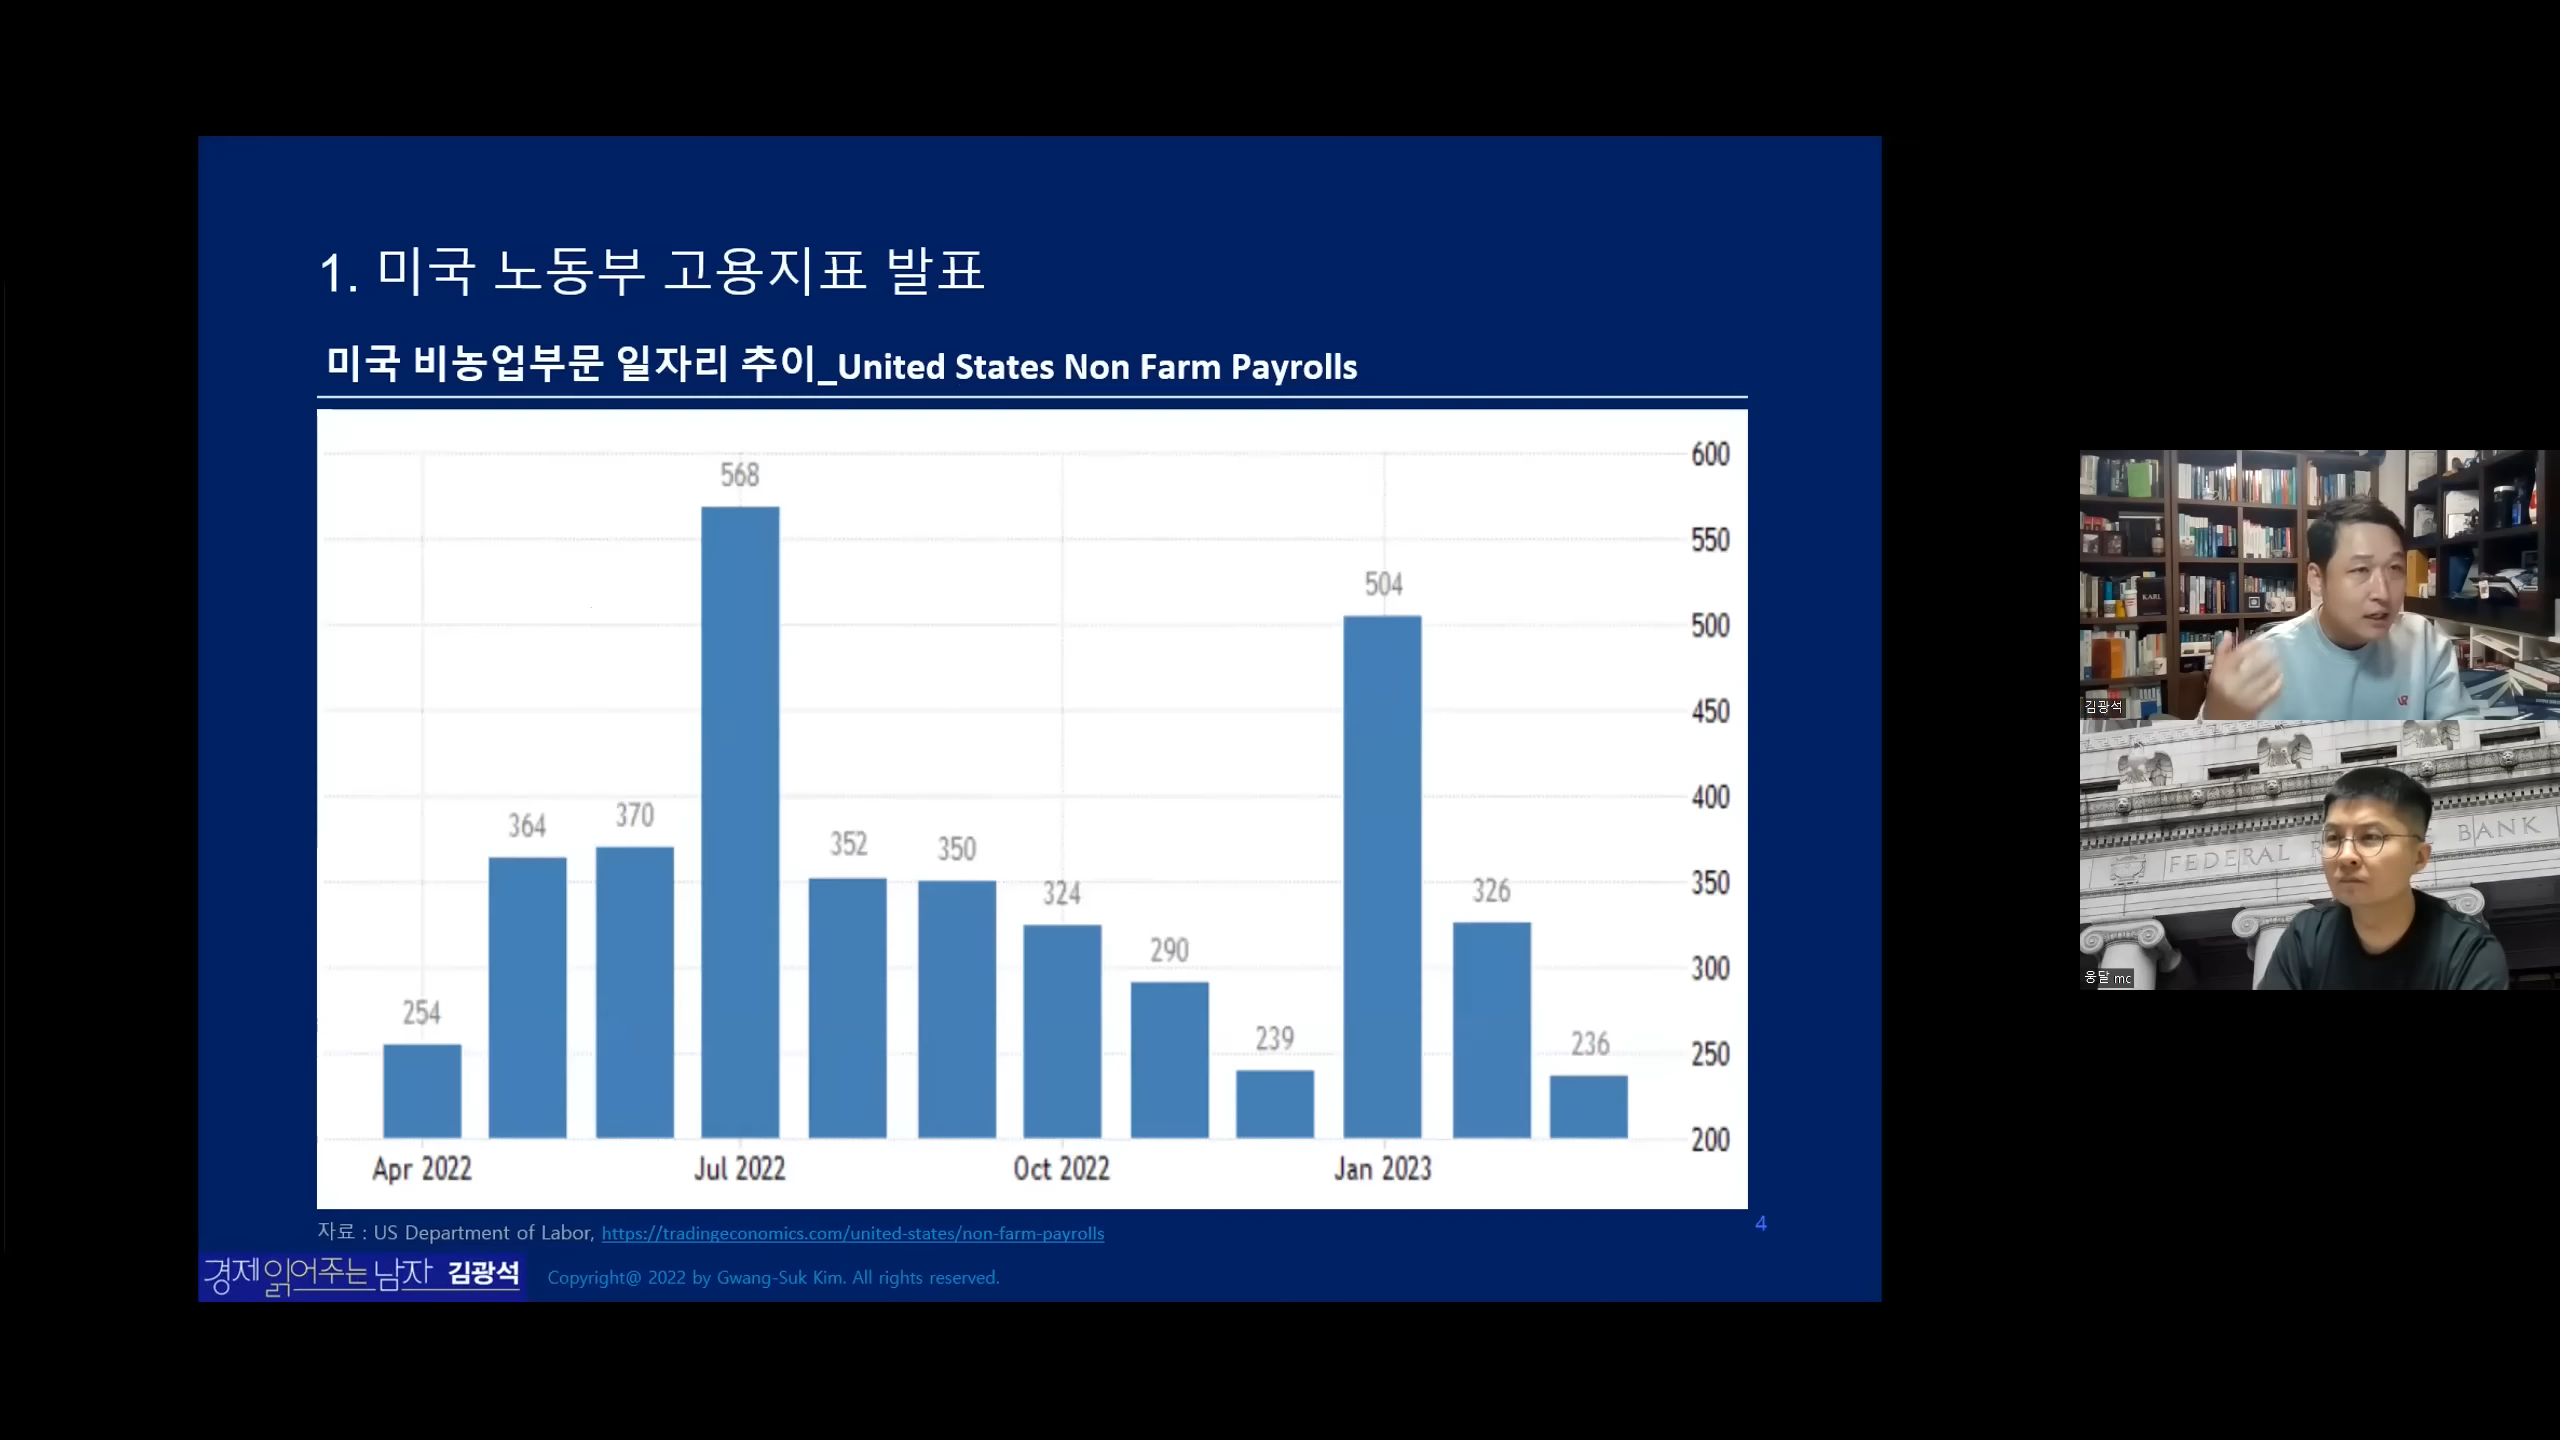 1. 미국 노동부 고용지표 발표
미국 비농업부문 일자리 추이_United States Non Farm Payrolls
600
550
500
450
400
350
300
250
200
254
364
370
568
352
350
324
290
239
504
326
236
Apr 2022
Jul 2022
Oct 2022
Jan 2023
자료 : US Department of Labor, https://tradingeconomics.com/united-states/non-farm-payrolls
4
경제 읽어주는 남자 김광석
Copyright@ 2022 by Gwang-Suk Kim. All rights reserved.
KARL
김광석
FEDERAL R E BANK
웅달 mc